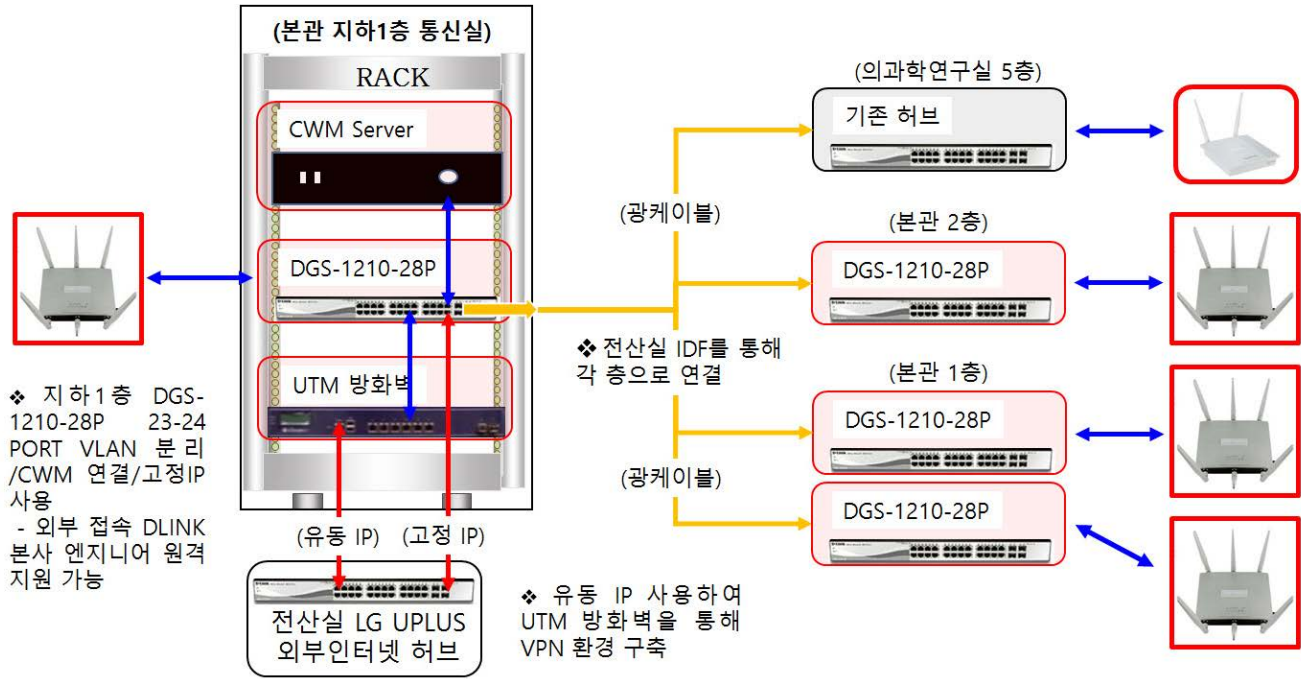 (본관 지하1층 통신실)
RACK
CWM Server
DGS-1210-28P
UTM 방화벽
(유동 IP)
(고정 IP)
전산실 LG UPLUS
외부인터넷 허브
❖ 지하1층 DGS-
1210-28P 23-24
PORT VLAN 분리
/CWM 연결/고정IP
사용
- 외부 접속 DLINK
본사 엔지니어 원격
지원 가능
(광케이블)
❖ 전산실 IDF를 통해
각 층으로 연결
(광케이블)
❖ 유동 IP 사용하여
UTM 방화벽을 통해
VPN 환경 구축
(의과학연구실 5층)
기존 허브
(본관 2층)
DGS-1210-28P
(본관 1층)
DGS-1210-28P
DGS-1210-28P